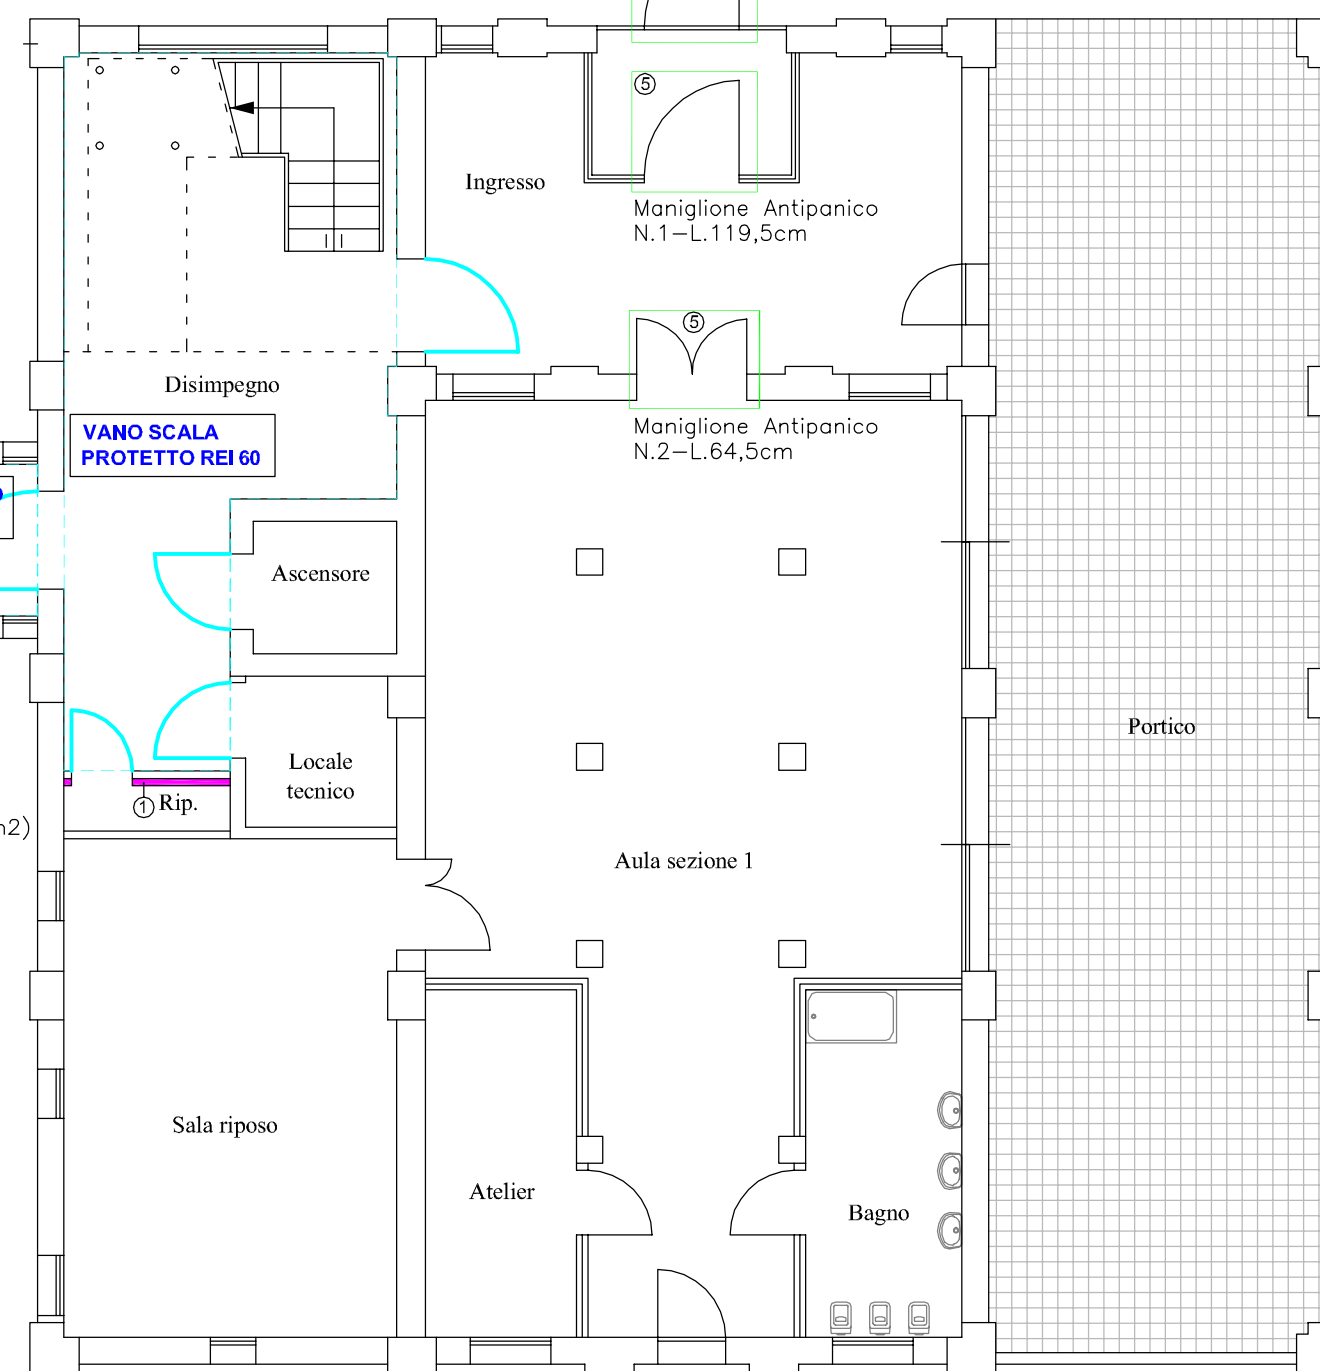 5
Ingresso
Maniglione Antipanico
N.1-L.119,5cm
5
Disimpegno
VANO SCALA
PROTETTO REI 60
Maniglione Antipanico
N.2-L.64,5cm
Ascensore
Portico
Locale
tecnico
1
Rip.
2)
Aula sezione 1
Sala riposo
Atelier
Bagno